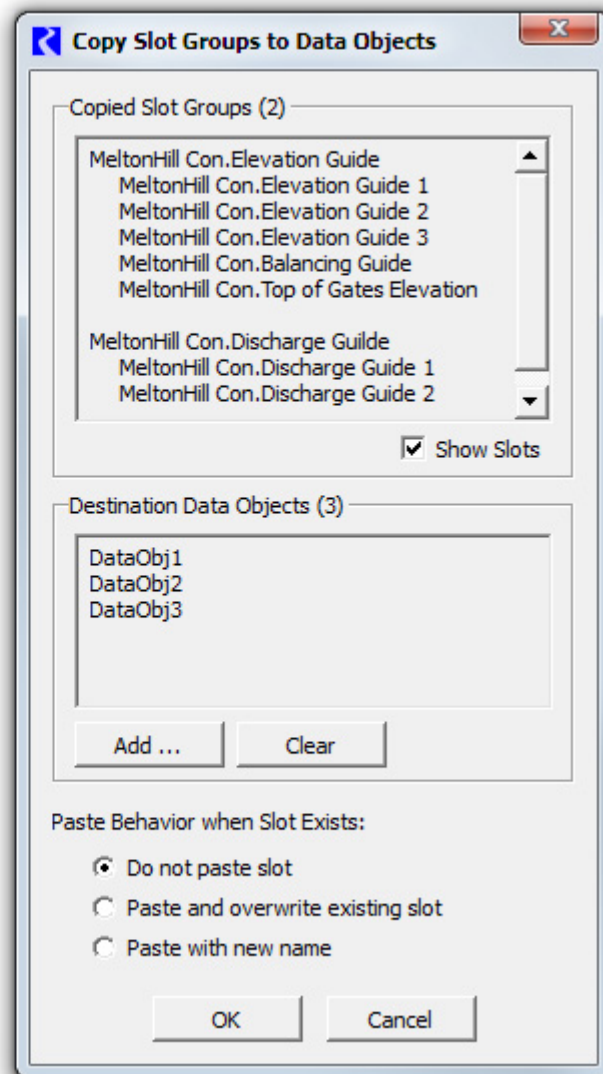 Copy Slot Groups to Data Objects
Copied Slot Groups (2)
MeltonHill Con.Elevation Guide
MeltonHill Con.Elevation Guide 1
MeltonHill Con.Elevation Guide 2
MeltonHill Con.Elevation Guide 3
MeltonHill Con.Balancing Guide
MeltonHill Con.Top of Gates Elevation
MeltonHill Con.Discharge Guilde
MeltonHill Con.Discharge Guide 1
MeltonHill Con.Discharge Guide 2
Show Slots
Destination Data Objects (3)
DataObj1
DataObj2
DataObj3
Add ... Clear
Paste Behavior when Slot Exists:
Do not paste slot
Paste and overwrite existing slot
Paste with new name
OK Cancel